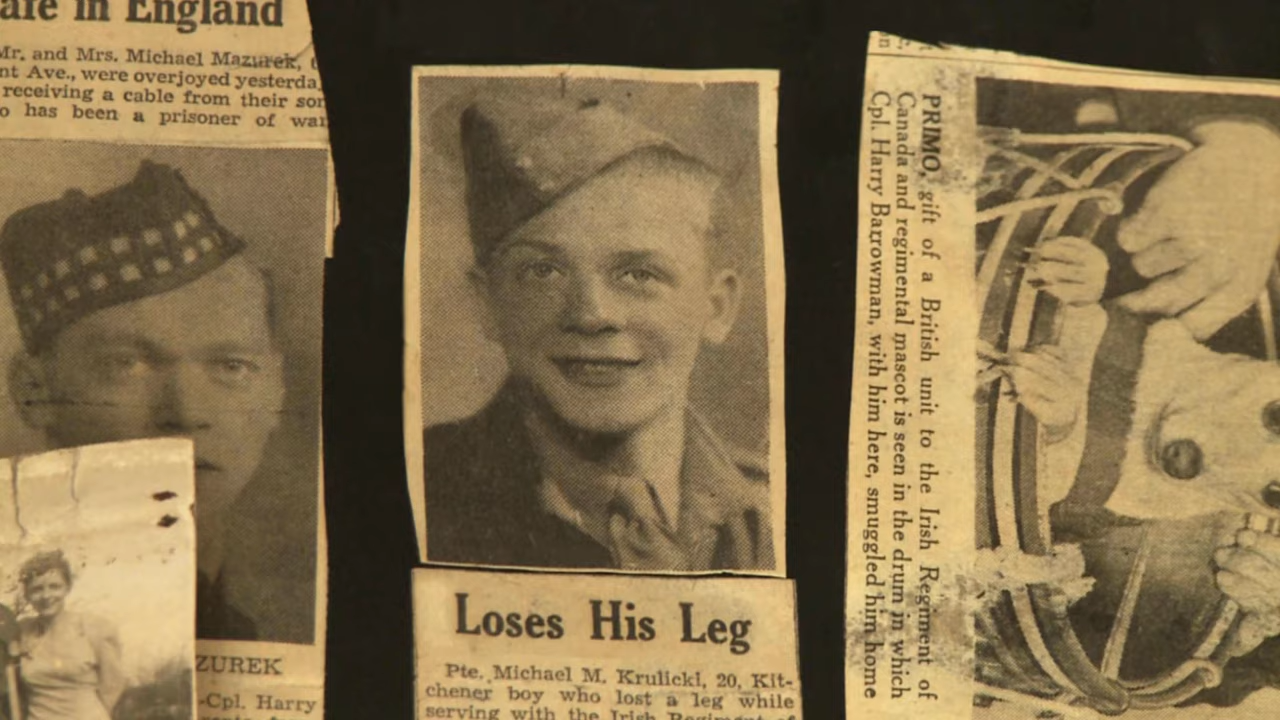 in England
Mr. and Mrs. Michael Mazurek,
nt Ave., were overjoyed yesterda
receiving a cable from their son
o has been a prisoner of war
ZUREK
-Cpl. Harry
Loses His Leg
Pte. Michael M. Krulicki, 20, Kit-
chener boy who lost a leg while
serving with the Irish Regiment of
PRIMO, gift of a British unit to the Irish Regiment of
Canada and regimental mascot is seen in the drum in which
Cpl. Harry Barrowman, with him here, smuggled him home